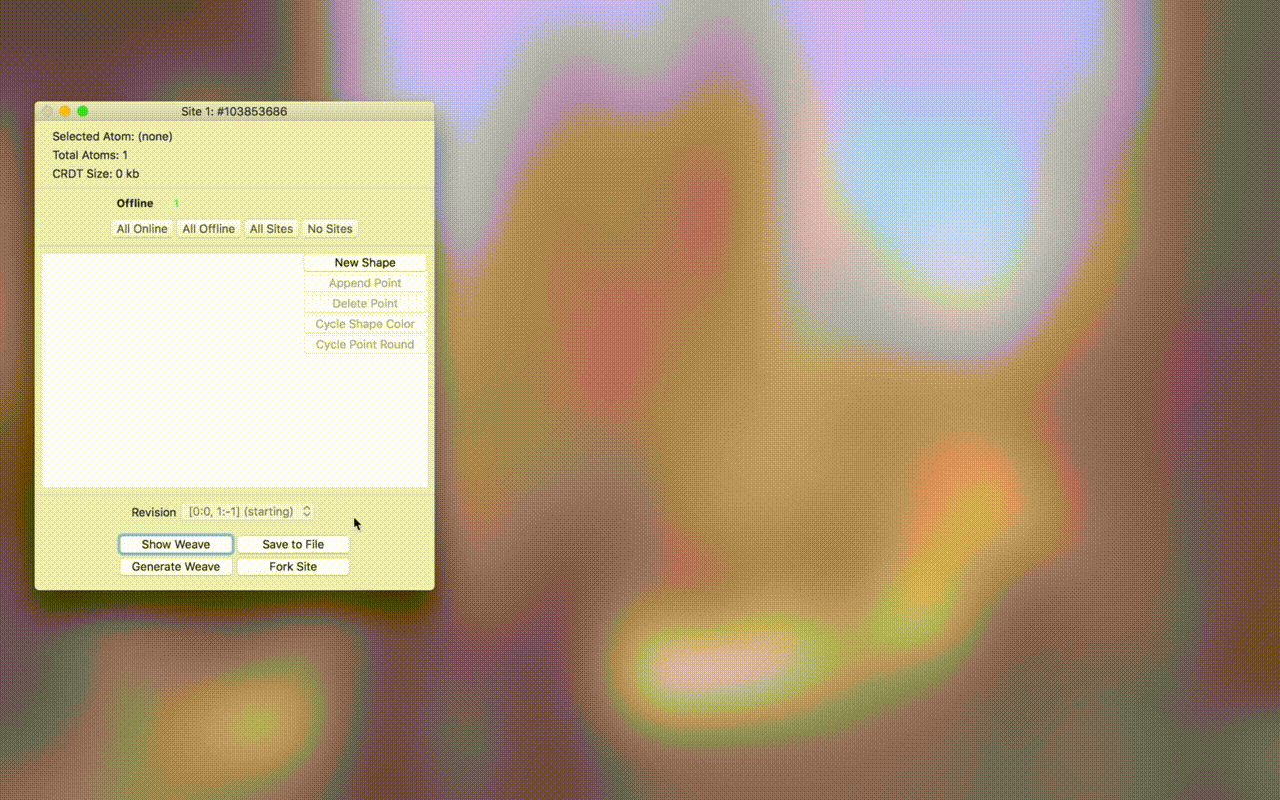 Site 1: #103853686
Selected Atom: (none)
Total Atoms: 1
CRDT Size: 0 kb
Offline 1
All Online All Offline All Sites No Sites
New Shape
Append Point
Delete Point
Cycle Shape Color
Cycle Point Round
Revision [0:0, 1:-1] (starting)
Show Weave Save to File
Generate Weave Fork Site